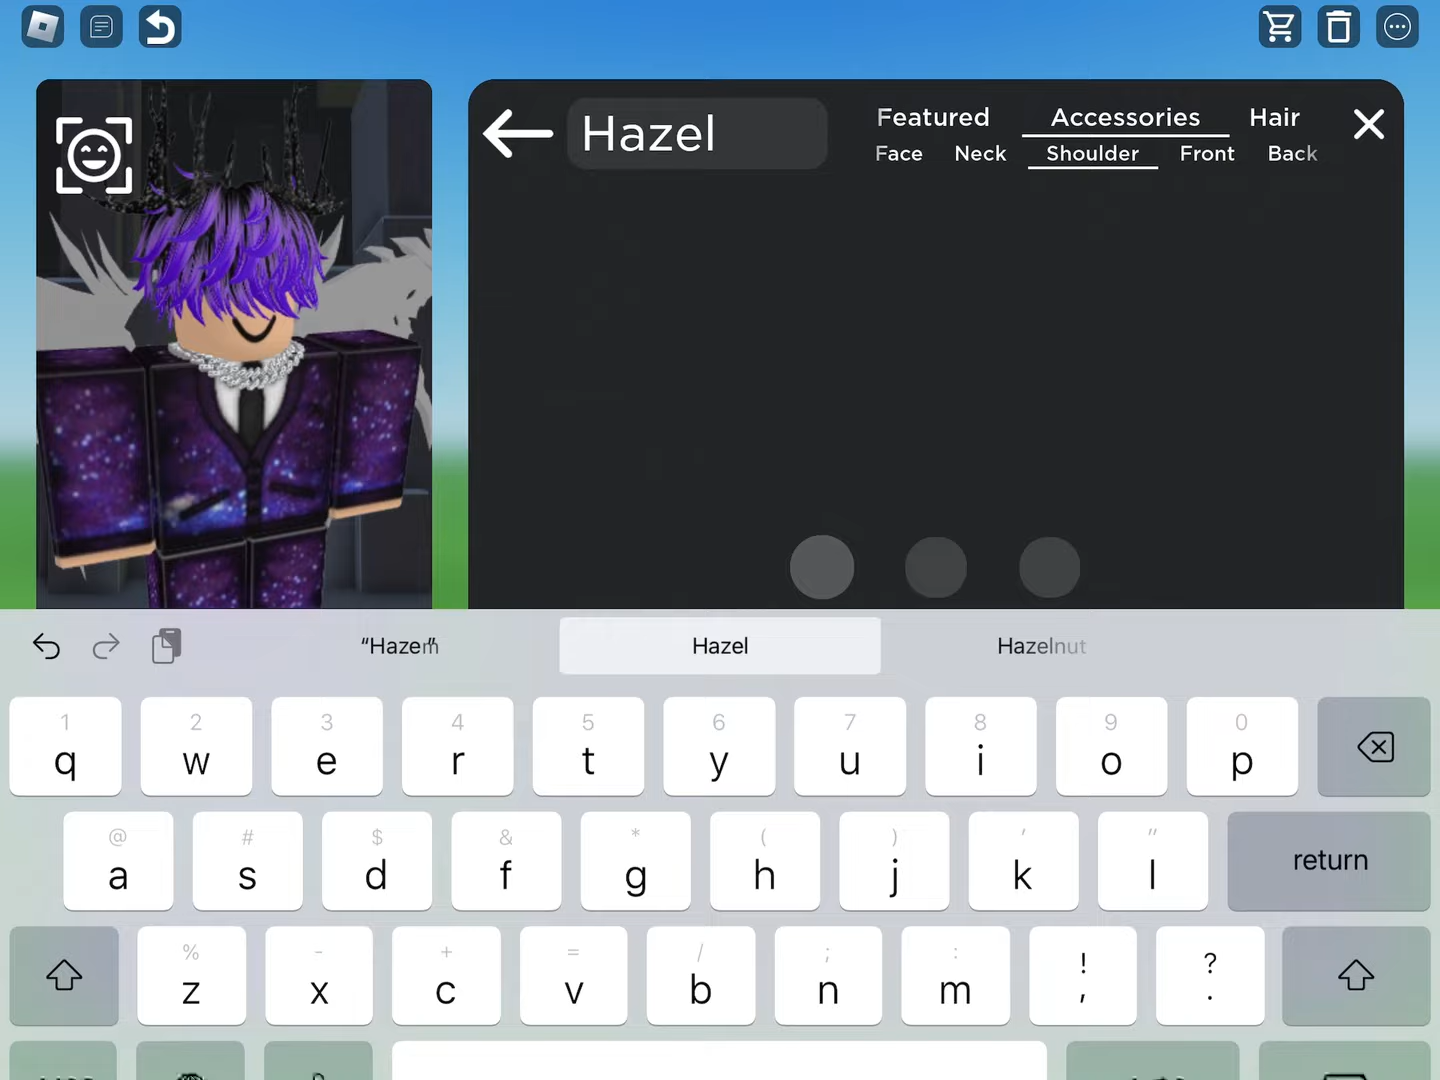 Hazel
Featured Accessories Hair
Face Neck Shoulder Front Back
Hazel Hazelnut
1 2 3 4 5 6 7 8 9 0
q w e r t y u i o p
@ # $ & * ( ) ' "
a s d f g h j k l return
% - + = / ; : ! ?
z x c v b n m , .